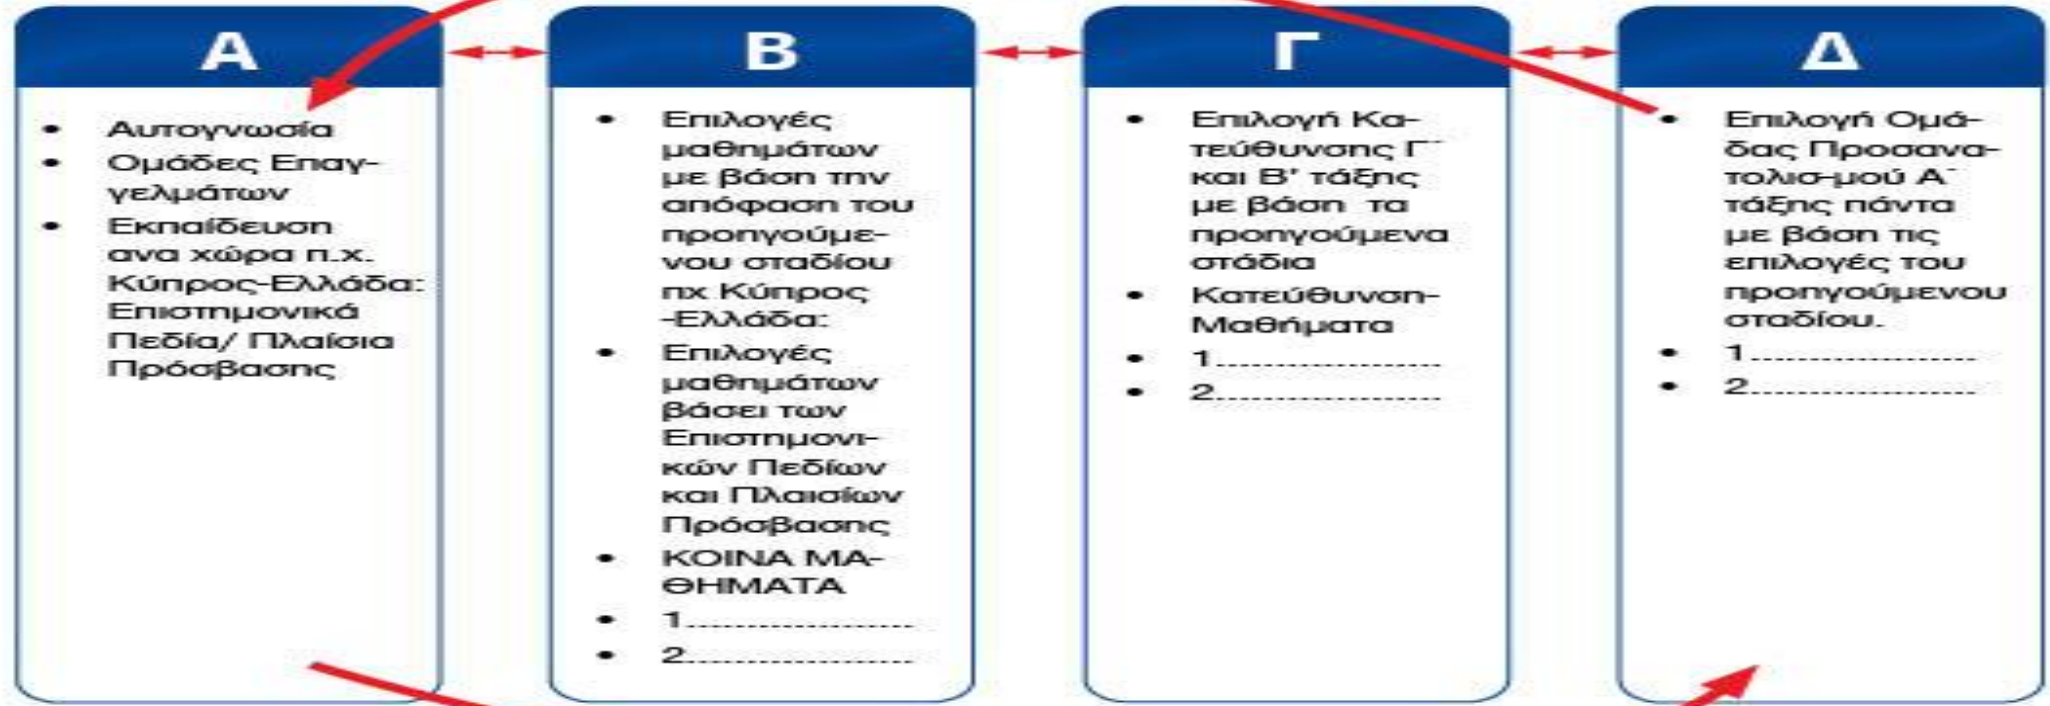 Α
• Αυτογνωσία
• Ομάδες Επαγ-
γελμάτων
• Εκπαίδευση
ανα χώρα π.χ.
Κύπρος-Ελλάδα:
Επιστημονικά
Πεδία/ Πλαίσια
Πρόσβασης
Β
• Επιλογές
μαθημάτων
με βάση την
απόφαση του
προηγούμε-
νου σταδίου
πχ Κύπρος
-Ελλάδα:
• Επιλογές
μαθημάτων
βάσει των
Επιστημονι-
κών Πεδίων
και Πλαισίων
Πρόσβασης
• ΚΟΙΝΑ ΜΑ-
ΘΗΜΑΤΑ
• 1....................
• 2....................
Γ
• Επιλογή Κα-
τεύθυνσης Γ΄
και Β' τάξης
με βάση τα
προηγούμενα
στάδια
• Κατεύθυνση-
Μαθήματα
• 1....................
• 2....................
Δ
• Επιλογή Ομά-
δας Προσανα-
τολισ-μού Α΄
τάξης πάντα
με βάση τις
επιλογές του
προηγούμενου
σταδίου.
• 1....................
• 2....................